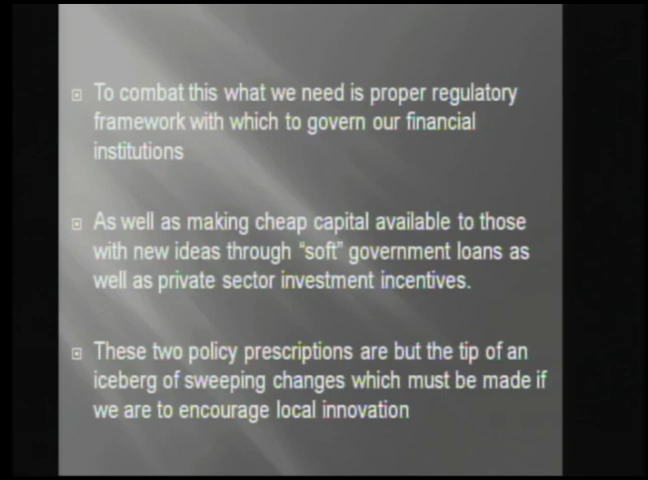 To combat this what we need is proper regulatory
framework with which to govern our financial
institutions
As well as making cheap capital available to those
with new ideas through “soft” government loans as
well as private sector investment incentives.
These two policy prescriptions are but the tip of an
iceberg of sweeping changes which must be made if
we are to encourage local innovation